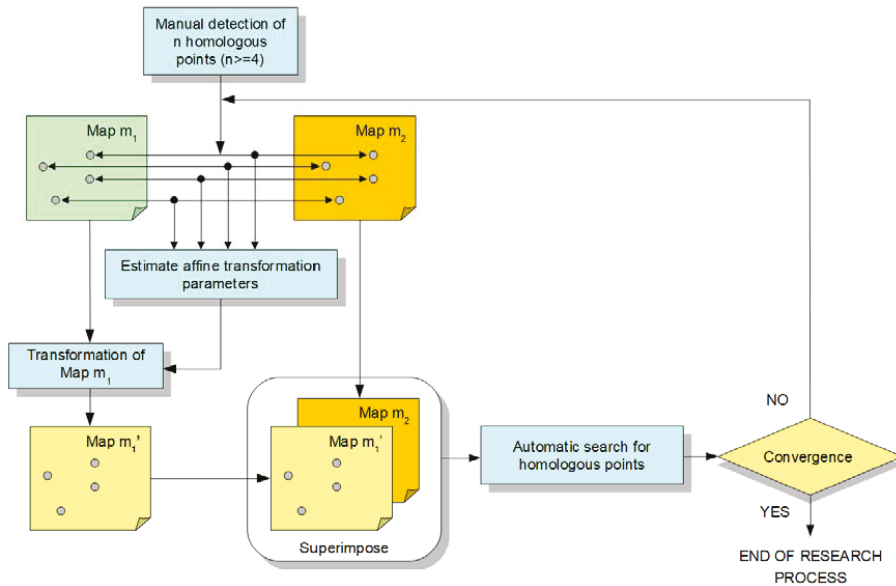 Manual detection of
n homologous
points (n>=4)
Map m₁
Map m₂
Estimate affine transformation
parameters
Transformation of
Map m₁
NO
Map m₁'
Map m₂
Map m₁'
Automatic search for
homologous points
Convergence
YES
Superimpose
END OF RESEARCH
PROCESS